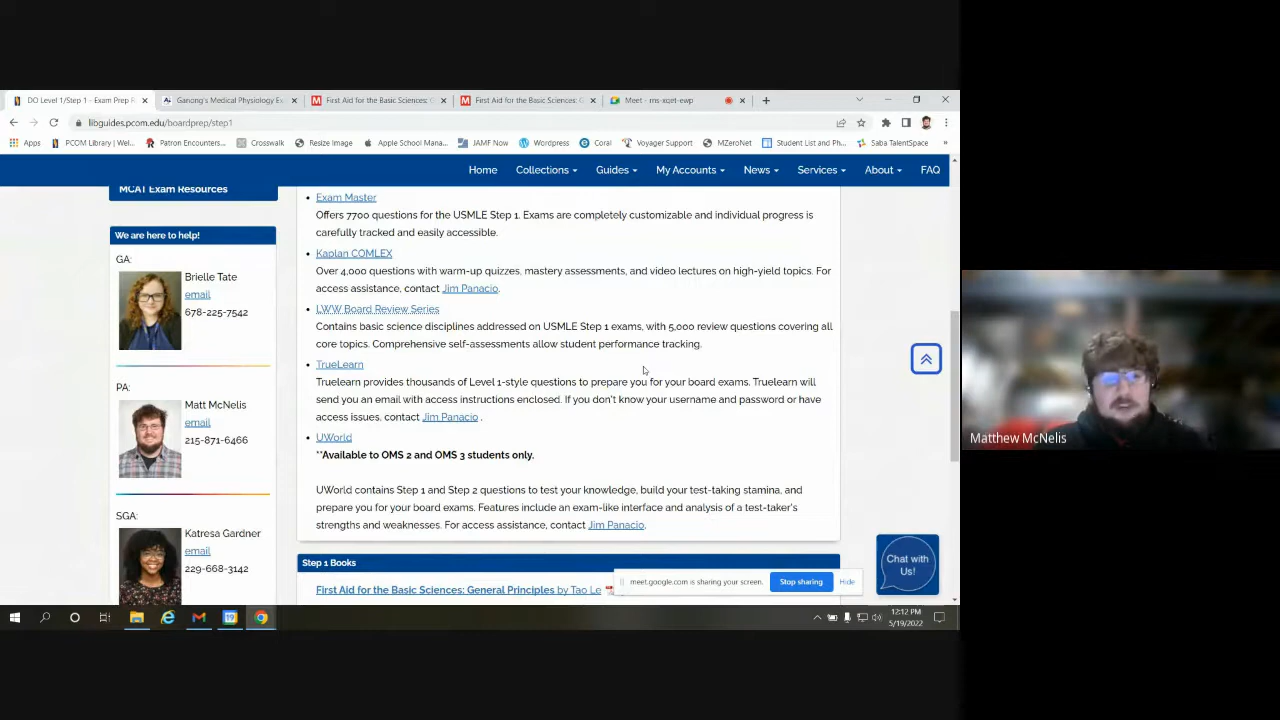 DO Level 1/Step 1 - Exam Prep R
Ganong's Medical Physiology Ex
First Aid for the Basic Sciences: G
First Aid for the Basic Sciences: G
Meet - rns-xqet-ewp
libguides.pcom.edu/boardprep/step1
Apps
PCOM Library | Wel...
Patron Encounters...
Crosswalk
Resize Image
Apple School Mana...
JAMF Now
Wordpress
Coral
Voyager Support
MZeroNet
Student List and Ph...
Saba TalentSpace
Home
Collections
Guides
My Accounts
News
Services
About
FAQ
MCAT Exam Resources
We are here to help!
GA:
Brielle Tate
email
678-225-7542
PA:
Matt McNelis
email
215-871-6466
SGA:
Katresa Gardner
email
229-668-3142
Exam Master
Offers 7700 questions for the USMLE Step 1. Exams are completely customizable and individual progress is
carefully tracked and easily accessible.
Kaplan COMLEX
Over 4,000 questions with warm-up quizzes, mastery assessments, and video lectures on high-yield topics. For
access assistance, contact Jim Panacio.
LWW Board Review Series
Contains basic science disciplines addressed on USMLE Step 1 exams, with 5,000 review questions covering all
core topics. Comprehensive self-assessments allow student performance tracking.
TrueLearn
Truelearn provides thousands of Level 1-style questions to prepare you for your board exams. Truelearn will
send you an email with access instructions enclosed. If you don't know your username and password or have
access issues, contact Jim Panacio .
UWorld
**Available to OMS 2 and OMS 3 students only.
UWorld contains Step 1 and Step 2 questions to test your knowledge, build your test-taking stamina, and
prepare you for your board exams. Features include an exam-like interface and analysis of a test-taker's
strengths and weaknesses. For access assistance, contact Jim Panacio.
Step 1 Books
First Aid for the Basic Sciences: General Principles by Tao Le
Chat with
Us!
meet.google.com is sharing your screen.
Stop sharing
Hide
12:12 PM
5/19/2022
Matthew McNelis